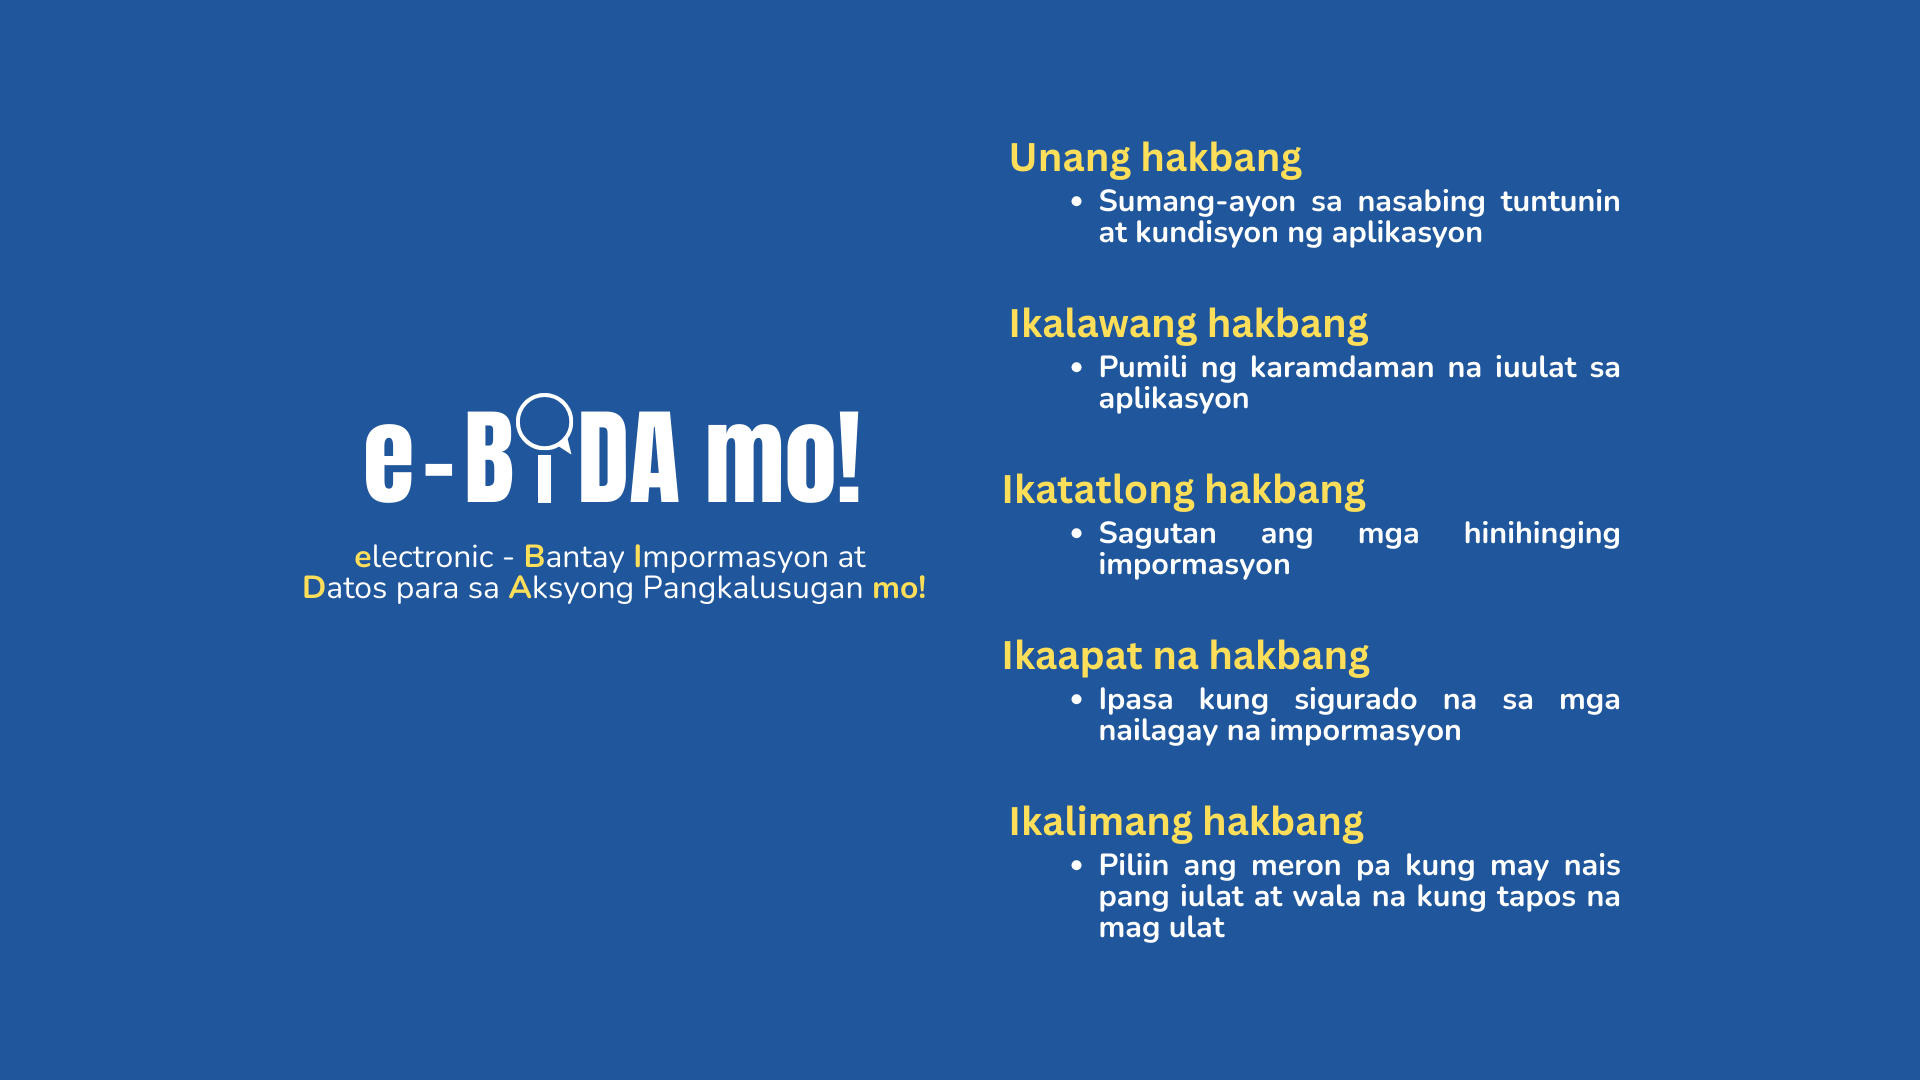 e-BiDA mo!
electronic - Bantay Impormasyon at
Datos para sa Aksyong Pangkalusugan mo!
Unang hakbang
• Sumang-ayon sa nasabing tuntunin
at kundisyon ng aplikasyon
Ikalawang hakbang
• Pumili ng karamdaman na iuulat sa
aplikasyon
Ikatatlong hakbang
• Sagutan ang mga hinihinging
impormasyon
Ikaapat na hakbang
• Ipasa kung sigurado na sa mga
nailagay na impormasyon
Ikalimang hakbang
• Piliin ang meron pa kung may nais
pang iulat at wala na kung tapos na
mag ulat